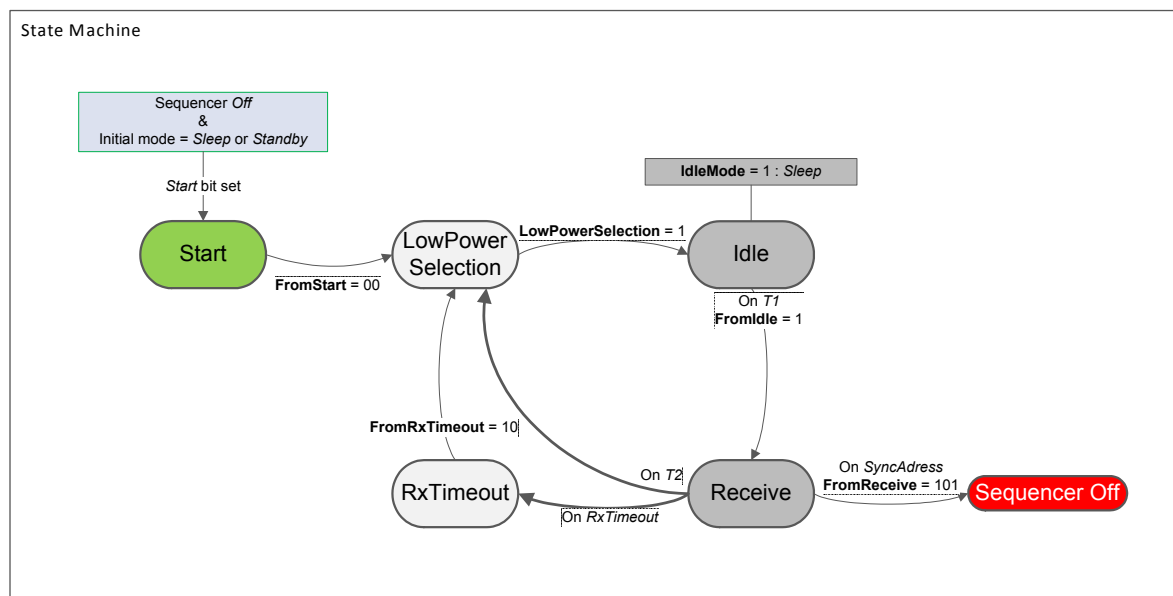 State Machine
Sequencer Off
&
Initial mode = Sleep or Standby
IdleMode = 1 : Sleep
Start bit set
Start
FromStart = 00
LowPower
Selection
LowPowerSelection = 1
Idle
On T1
FromIdle = 1
FromRxTimeout = 10
On T2
RxTimeout
On RxTimeout
Receive
On SyncAdress
FromReceive = 101
Sequencer Off